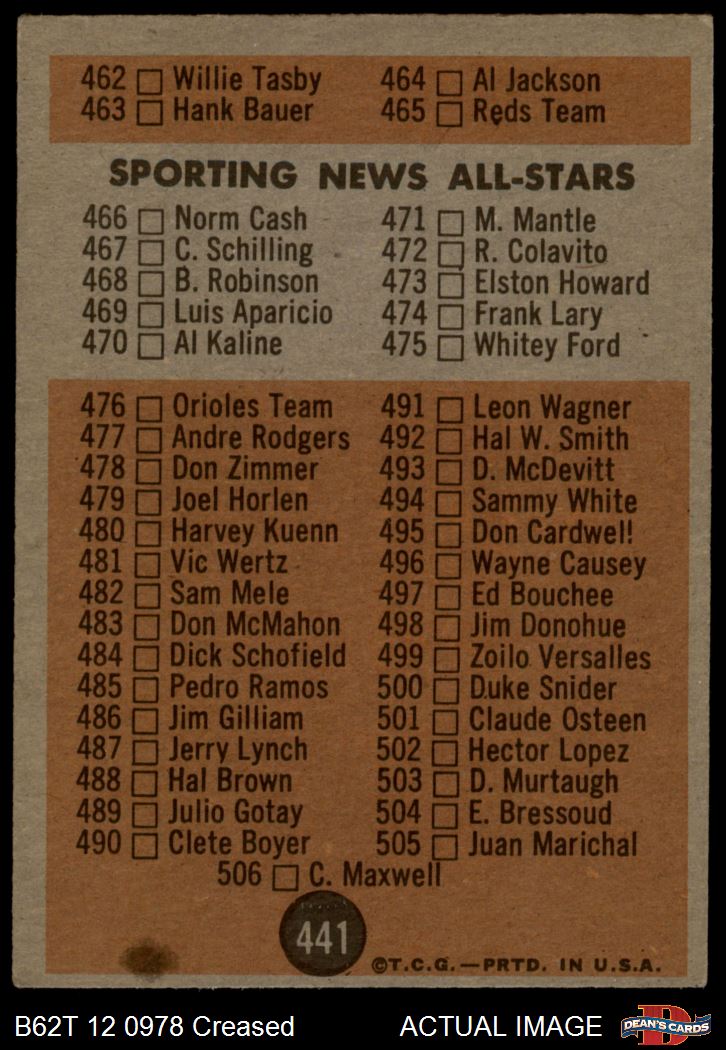 462 Willie Tasby 464 Al Jackson
463 Hank Bauer 465 Reds Team
SPORTING NEWS ALL-STARS
466 Norm Cash 471 M. Mantle
467 C. Schilling 472 R. Colavito
468 B. Robinson 473 Elston Howard
469 Luis Aparicio 474 Frank Lary
470 Al Kaline 475 Whitey Ford
476 Orioles Team 491 Leon Wagner
477 Andre Rodgers 492 Hal W. Smith
478 Don Zimmer 493 D. McDevitt
479 Joel Horlen 494 Sammy White
480 Harvey Kuenn 495 Don Cardwell
481 Vic Wertz 496 Wayne Causey
482 Sam Mele 497 Ed Bouchee
483 Don McMahon 498 Jim Donohue
484 Dick Schofield 499 Zoilo Versalles
485 Pedro Ramos 500 Duke Snider
486 Jim Gilliam 501 Claude Osteen
487 Jerry Lynch 502 Hector Lopez
488 Hal Brown 503 D. Murtaugh
489 Julio Gotay 504 E. Bressoud
490 Clete Boyer 505 Juan Marichal
506 C. Maxwell
441
©T.C.G.—PRTD. IN U.S.A.
B62T 12 0978 Creased ACTUAL IMAGE DEAN'S CARDS